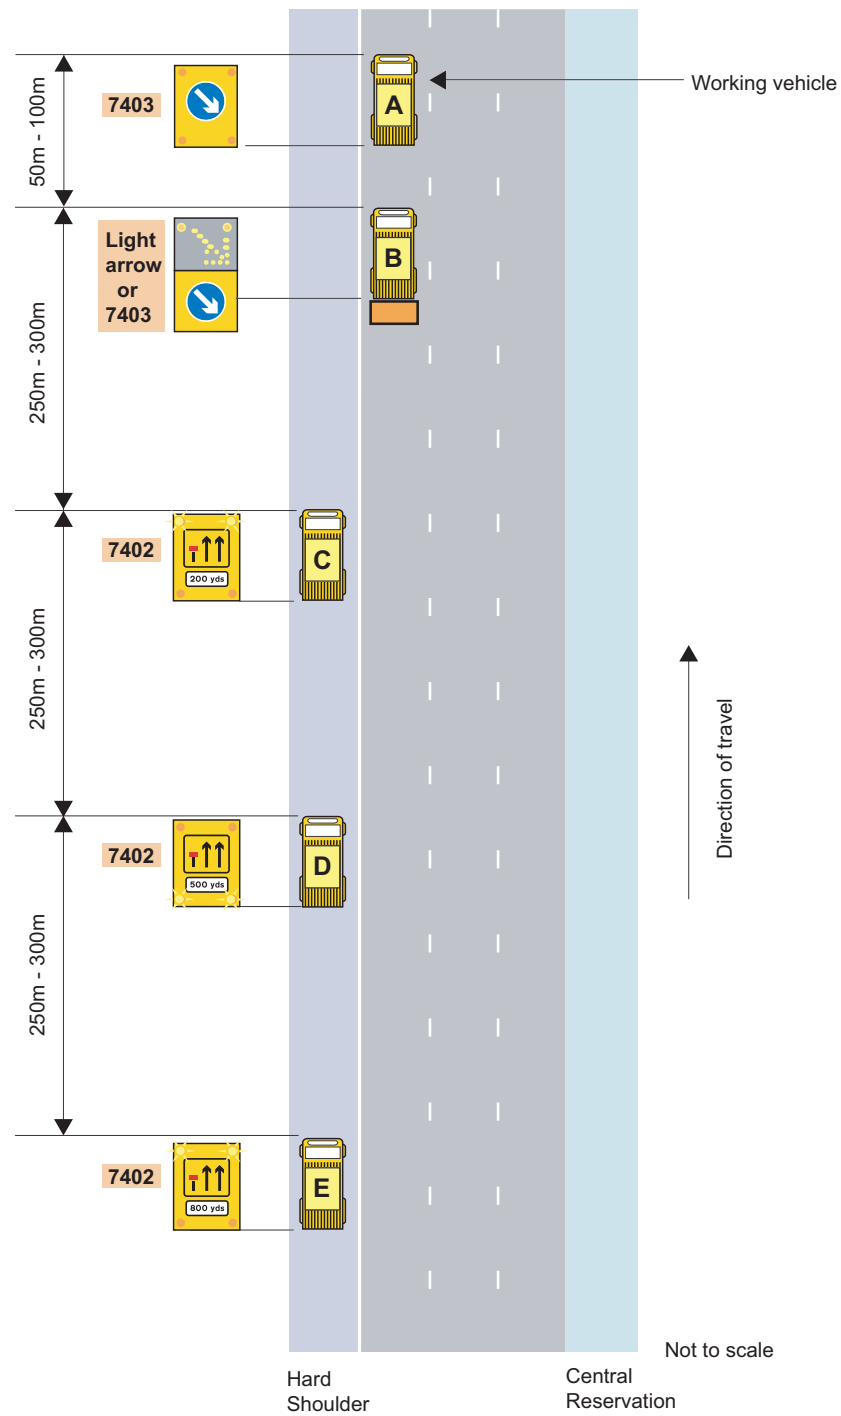 50m - 100m
7403
A
Working vehicle
250m - 300m
Light
arrow
or
7403
B
250m - 300m
7402
200 yds
C
Direction of travel
7402
500 yds
D
250m - 300m
7402
800 yds
E
Not to scale
Hard
Shoulder
Central
Reservation